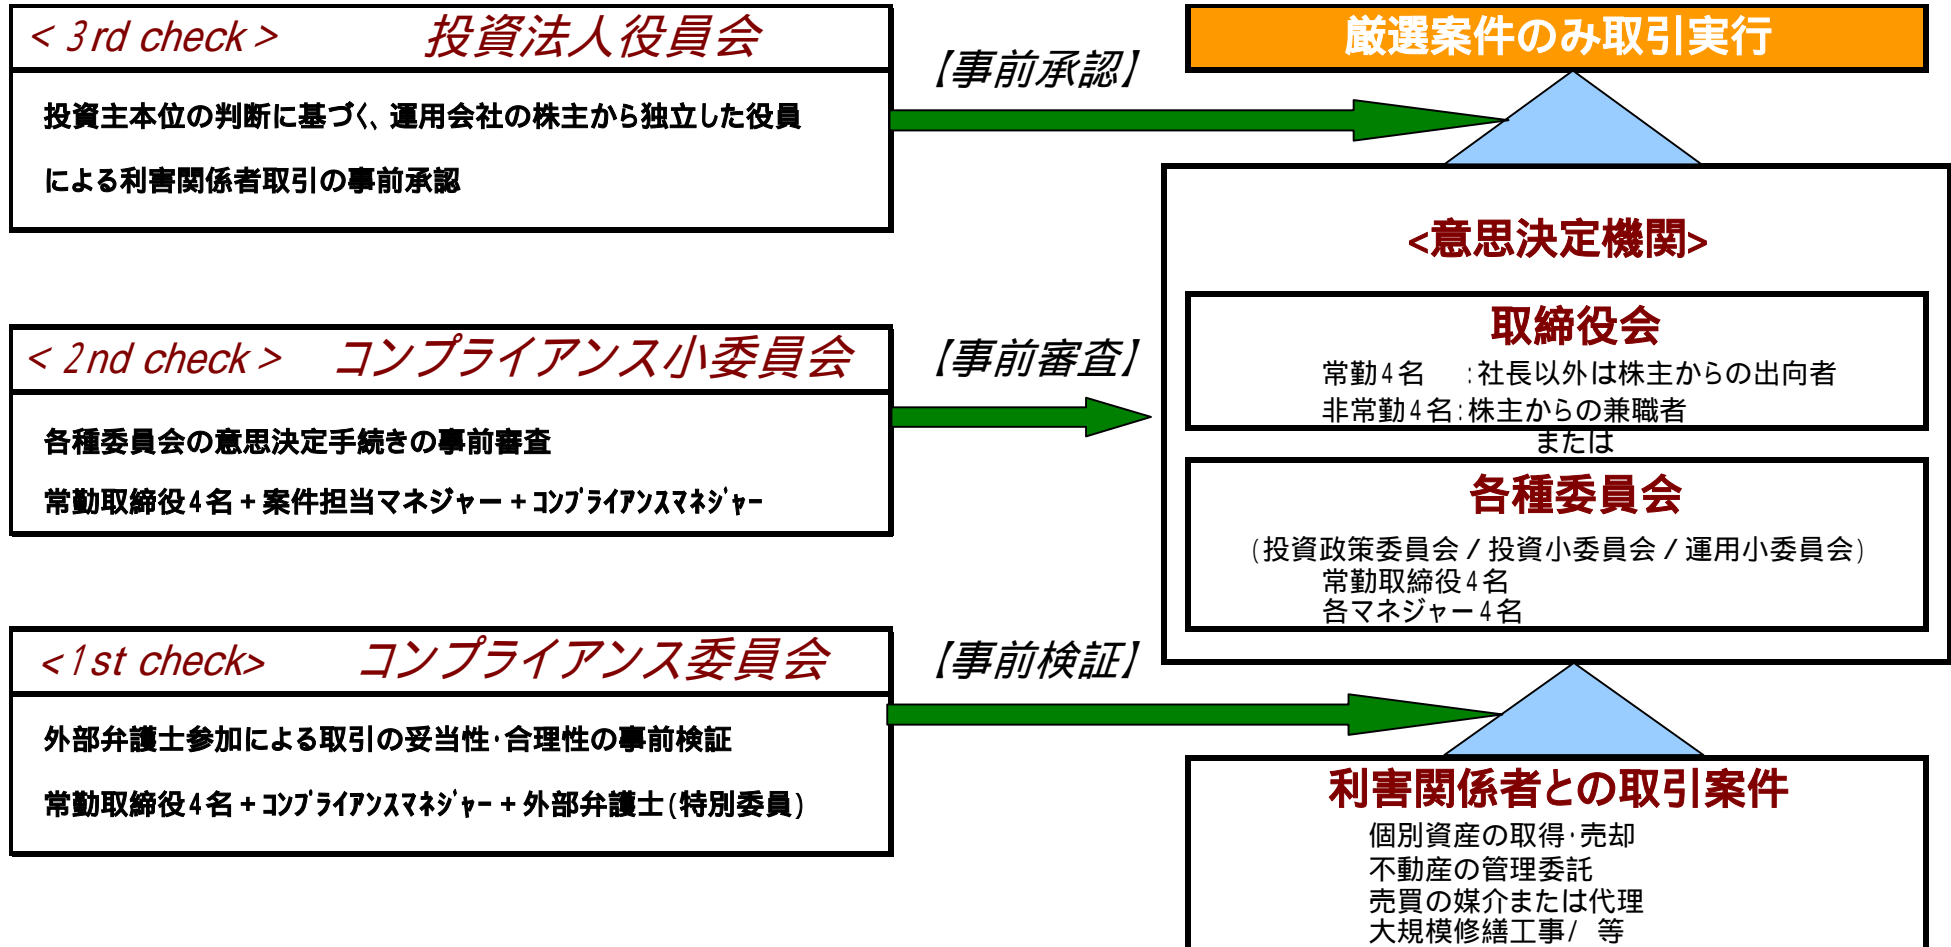 <3rd check> 投資法人役員会
投資主本位の判断に基づく、運用会社の株主から独立した役員
による利害関係者取引の事前承認
【事前承認】
厳選案件のみ取引実行
<意思決定機関>
取締役会
常勤4名 :社長以外は株主からの出向者
非常勤4名:株主からの兼職者
または
各種委員会
(投資政策委員会/投資小委員会/運用小委員会)
常勤取締役4名
各マネジャー4名
<2nd check> コンプライアンス小委員会
各種委員会の意思決定手続きの事前審査
常勤取締役4名+案件担当マネジャー+コンプライアンスマネジャー
【事前審査】
<1st check> コンプライアンス委員会
外部弁護士参加による取引の妥当性・合理性の事前検証
常勤取締役4名+コンプライアンスマネジャー+外部弁護士(特別委員)
【事前検証】
利害関係者との取引案件
個別資産の取得・売却
不動産の管理委託
売買の媒介または代理
大規模修繕工事/ 等